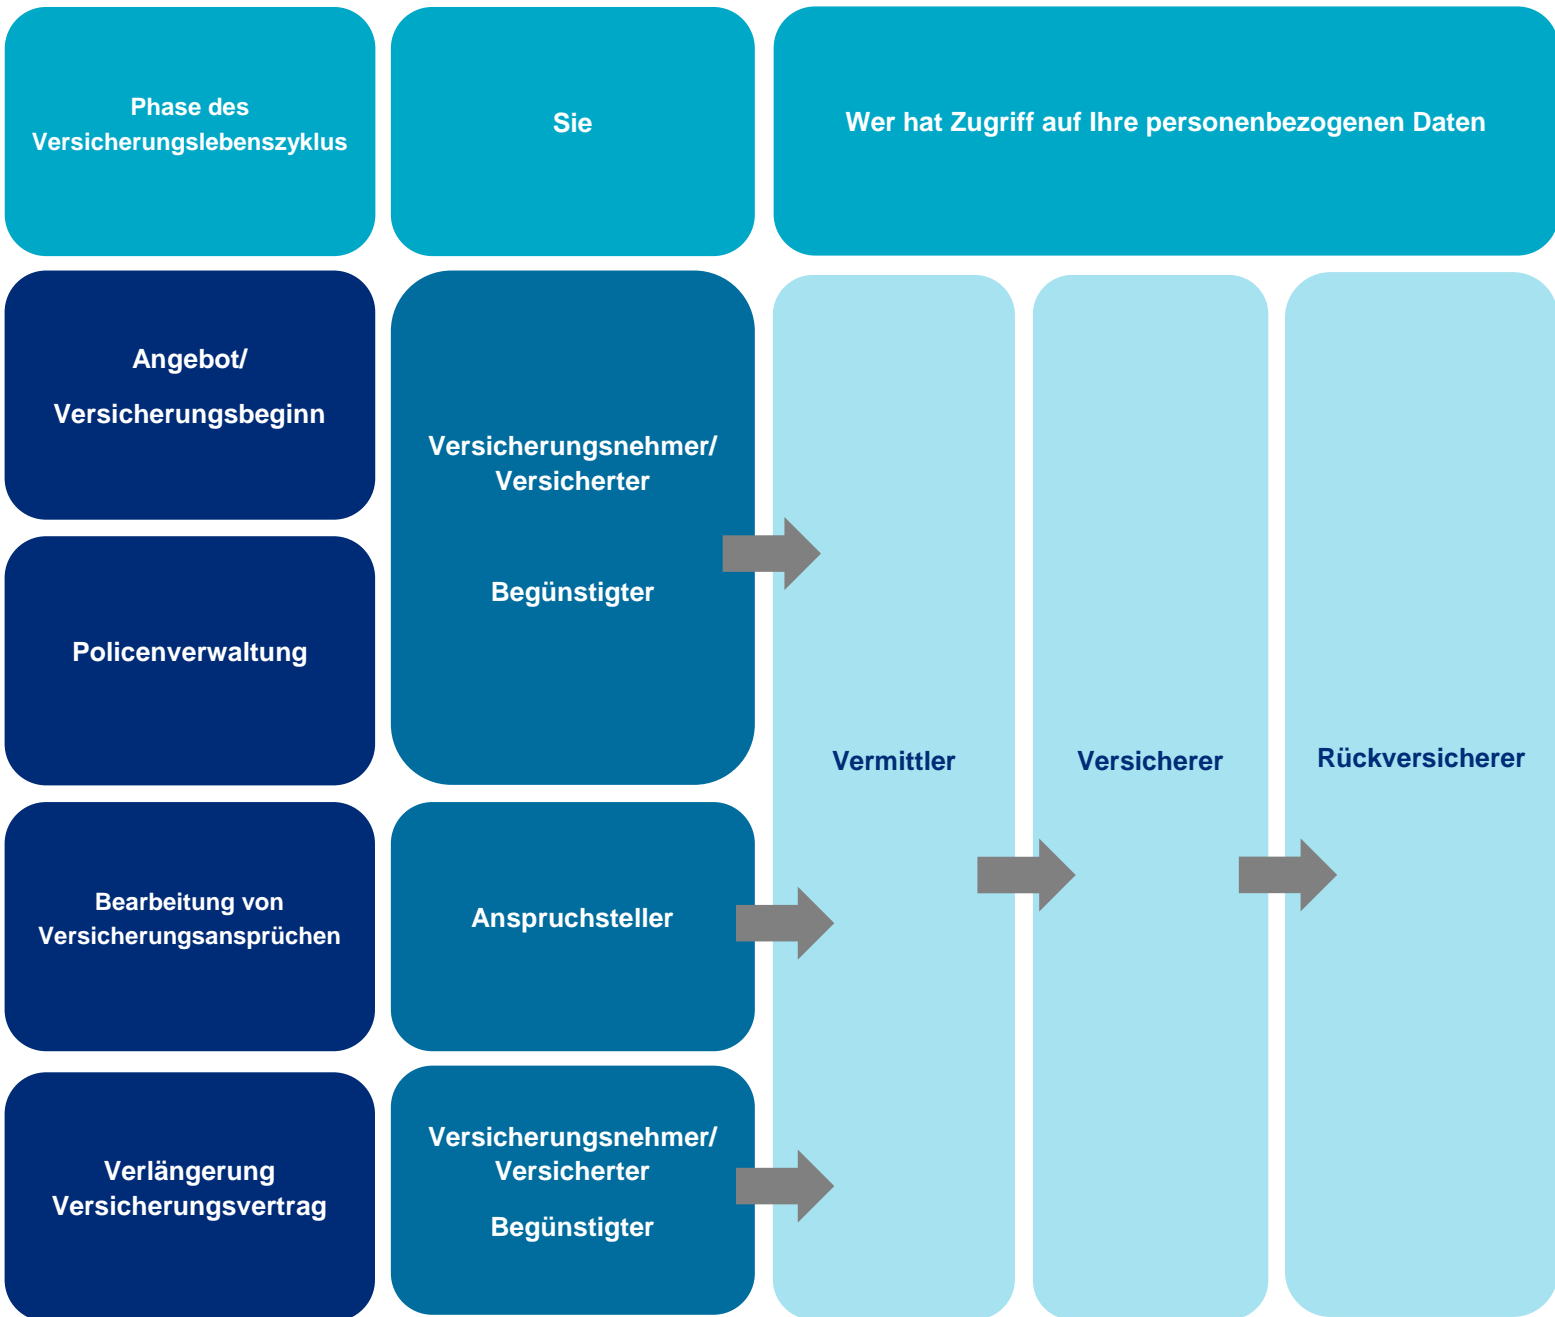 Phase des
Versicherungslebenszyklus
Sie
Wer hat Zugriff auf Ihre personenbezogenen Daten
Angebot/
Versicherungsbeginn
Versicherungsnehmer/
Versicherter
Begünstigter
Policenverwaltung
Vermittler
Versicherer
Rückversicherer
Bearbeitung von
Versicherungsansprüchen
Anspruchsteller
Verlängerung
Versicherungsvertrag
Versicherungsnehmer/
Versicherter
Begünstigter